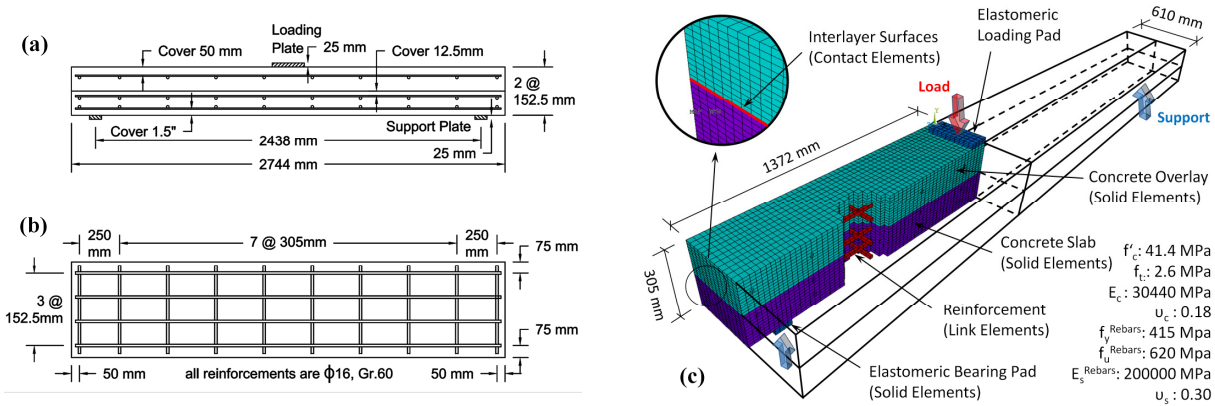 (a)
Cover 50 mm
Loading
Plate
25 mm
Cover 12.5mm
2 @
152.5 mm
Cover 1.5"
2438 mm
Support Plate
25 mm
2744 mm
(b)
250
mm
7 @ 305mm
250
mm
75 mm
3 @
152.5mm
75 mm
50 mm
all reinforcements are ϕ16, Gr.60
50 mm
(c)
Interlayer Surfaces
(Contact Elements)
Elastomeric
Loading Pad
610 mm
Load
Support
1372 mm
Concrete Overlay
(Solid Elements)
Concrete Slab
(Solid Elements)
305 mm
Reinforcement
(Link Elements)
Elastomeric Bearing Pad
(Solid Elements)
f'c: 41.4 MPa
ft: 2.6 MPa
Ec: 30440 MPa
υc: 0.18
fyRebars: 415 Mpa
fuRebars: 620 Mpa
EsRebars: 200000 MPa
υs: 0.30